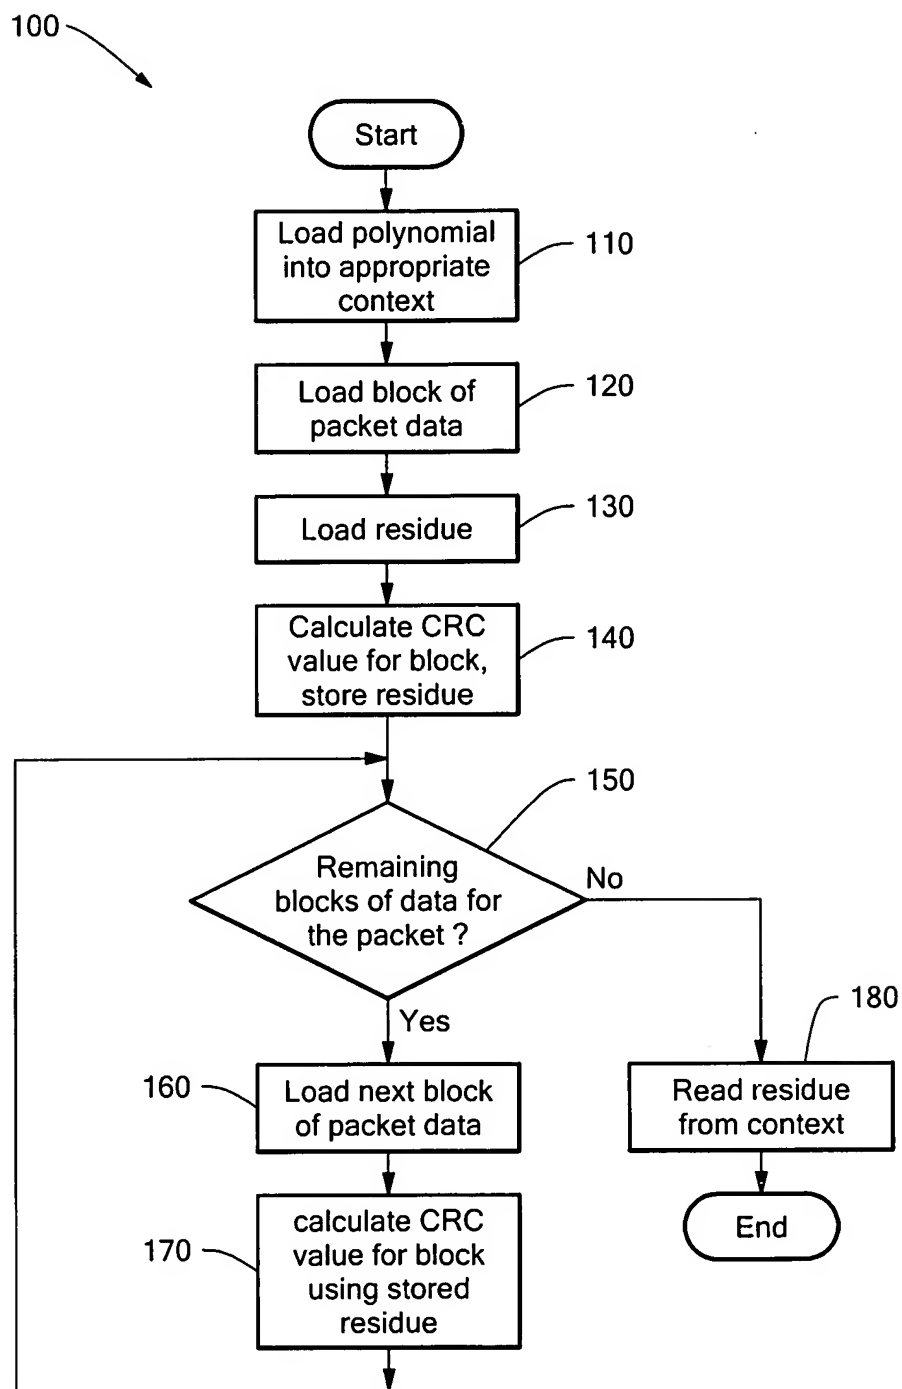 100
Start
Load polynomial
into appropriate
context
110
Load block of
packet data
120
Load residue
130
Calculate CRC
value for block,
store residue
140
150
Remaining
blocks of data for
the packet ?
No
Yes
180
160
Load next block
of packet data
Read residue
from context
170
calculate CRC
value for block
using stored
residue
End